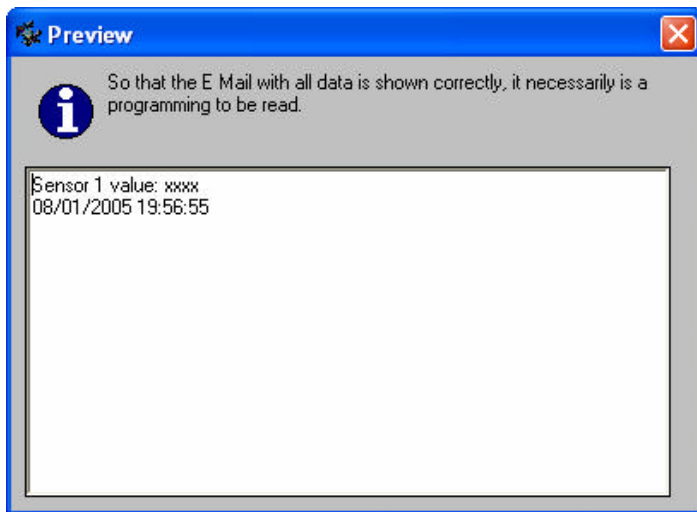 Preview
So that the E Mail with all data is shown correctly, it necessarily is a
programming to be read.
Sensor 1 value: xxxx
08/01/2005 19:56:55